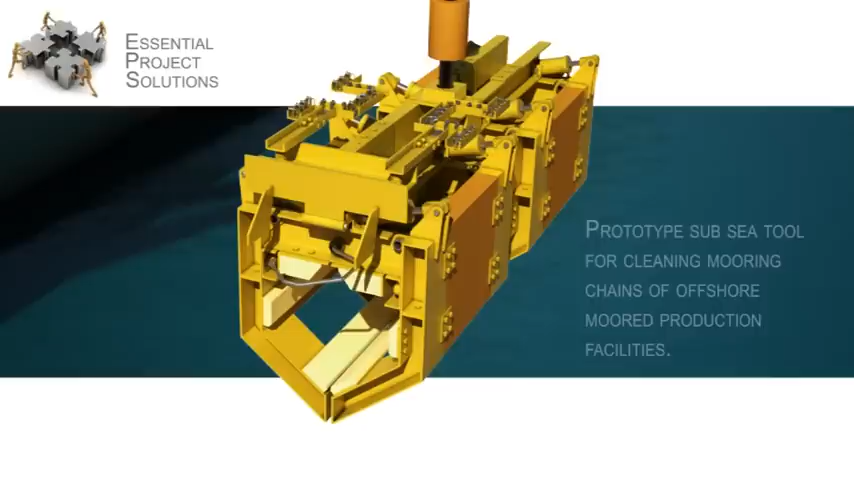 Essential
Project
Solutions
Prototype sub sea tool
for cleaning mooring
chains of offshore
moored production
facilities.